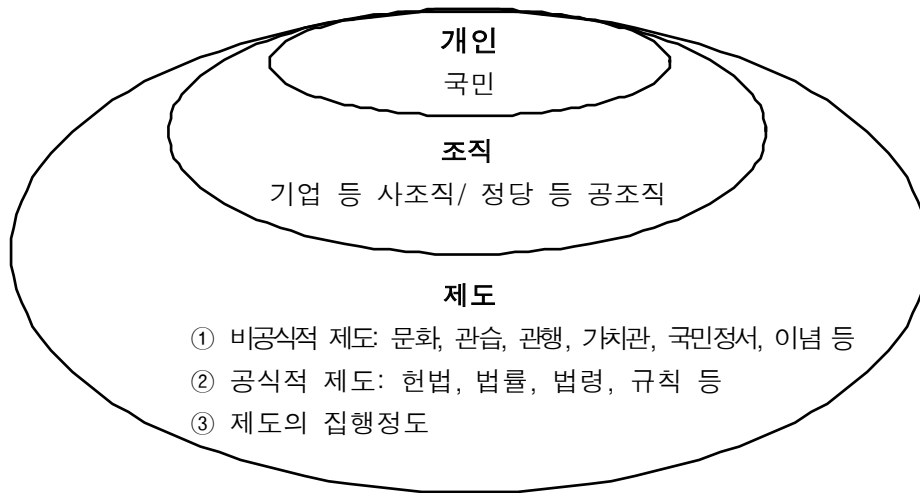 개인
국민
조직
기업 등 사조직/ 정당 등 공조직
제도
① 비공식적 제도: 문화, 관습, 관행, 가치관, 국민정서, 이념 등
② 공식적 제도: 헌법, 법률, 법령, 규칙 등
③ 제도의 집행정도